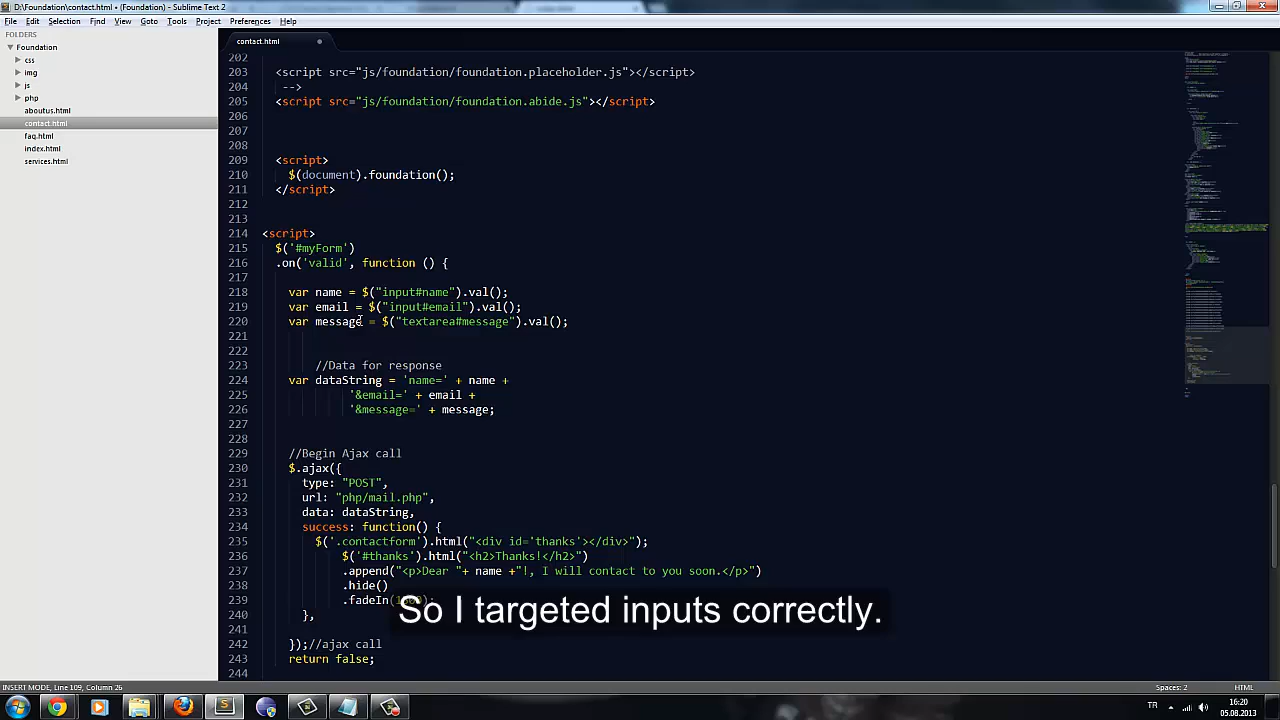 D:\Foundation\contact.html • (Foundation) - Sublime Text 2
File Edit Selection Find View Goto Tools Project Preferences Help
FOLDERS
Foundation
css
img
js
php
aboutus.html
contact.html
faq.html
index.html
services.html
contact.html
202
203 <script src="js/foundation/foundation.placeholder.js"></script>
204 -->
205 <script src="js/foundation/foundation.abide.js"></script>
206
207
208
209 <script>
210 $(document).foundation();
211 </script>
212
213
214 <script>
215 $('#myForm')
216 .on('valid', function () {
217
218 var name = $("input#name").val();
219 var email = $("input#email").val();
220 var message = $("textarea#message").val();
221
222
223 //Data for response
224 var dataString = 'name=' + name +
225 '&email=' + email +
226 '&message=' + message;
227
228
229 //Begin Ajax call
230 $.ajax({
231 type: "POST",
232 url: "php/mail.php",
233 data: dataString,
234 success: function() {
235 $('.contactform').html("<div id='thanks'></div>");
236 $('#thanks').html("<h2>Thanks!</h2>")
237 .append("<p>Dear "+ name +"!, I will contact to you soon.</p>")
238 .hide()
239 .fadeIn(
240 },
241
242 });//ajax call
243 return false;
244
So I targeted inputs correctly.
INSERT MODE, Line 109, Column 26
Spaces: 2
HTML
TR
16:20
05.08.2013